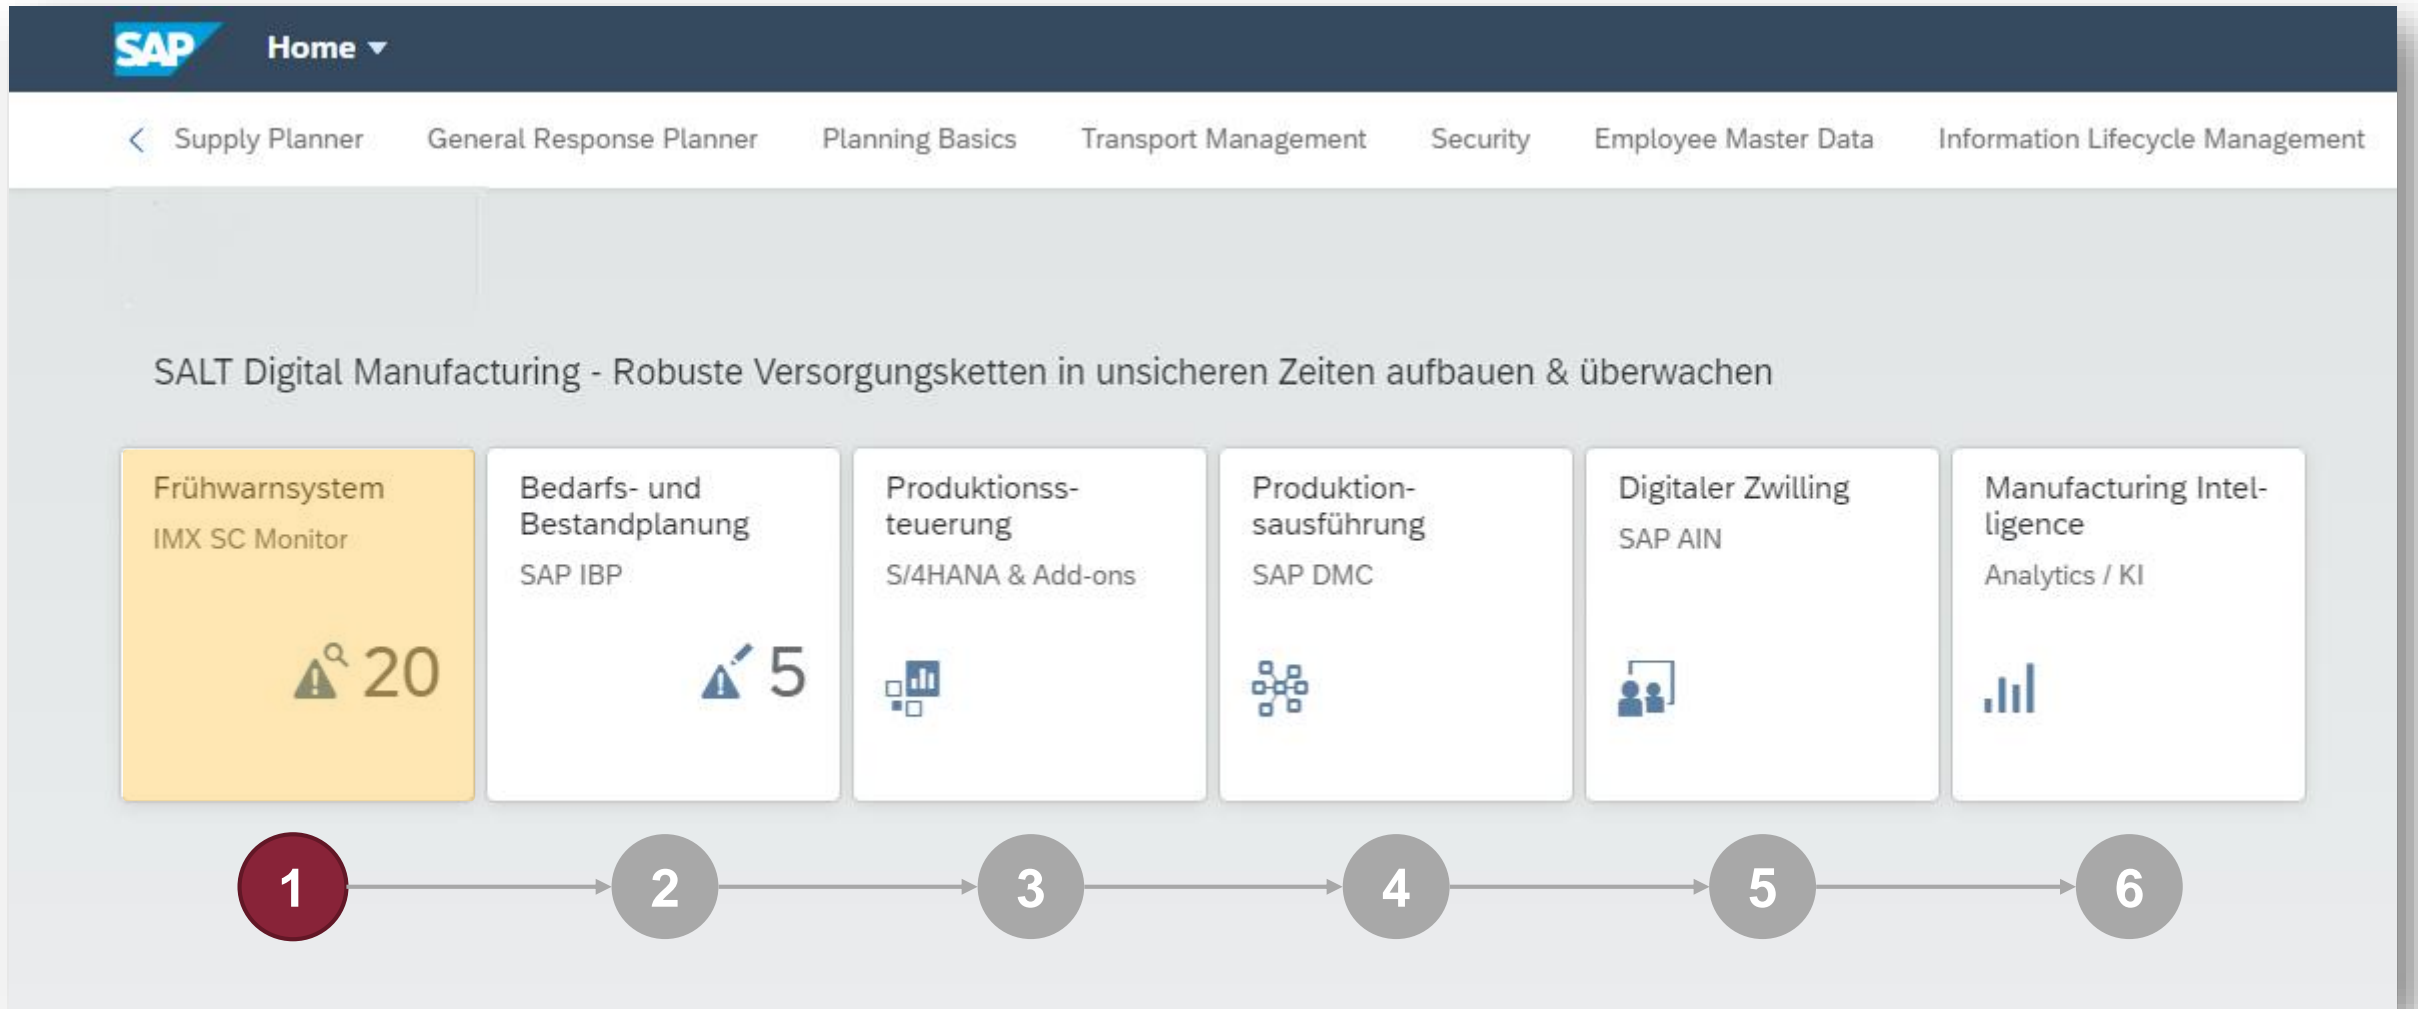 SAP Home
Supply Planner General Response Planner Planning Basics Transport Management Security Employee Master Data Information Lifecycle Management
SALT Digital Manufacturing - Robuste Versorgungsketten in unsicheren Zeiten aufbauen & überwachen
Frühwarnsystem
IMX SC Monitor
20
Bedarfs- und
Bestandplanung
SAP IBP
5
Produktionss-
teuerung
S/4HANA & Add-ons
Produktion-
sausführung
SAP DMC
Digitaler Zwilling
SAP AIN
Manufacturing Intel-
ligence
Analytics / KI
1 2 3 4 5 6